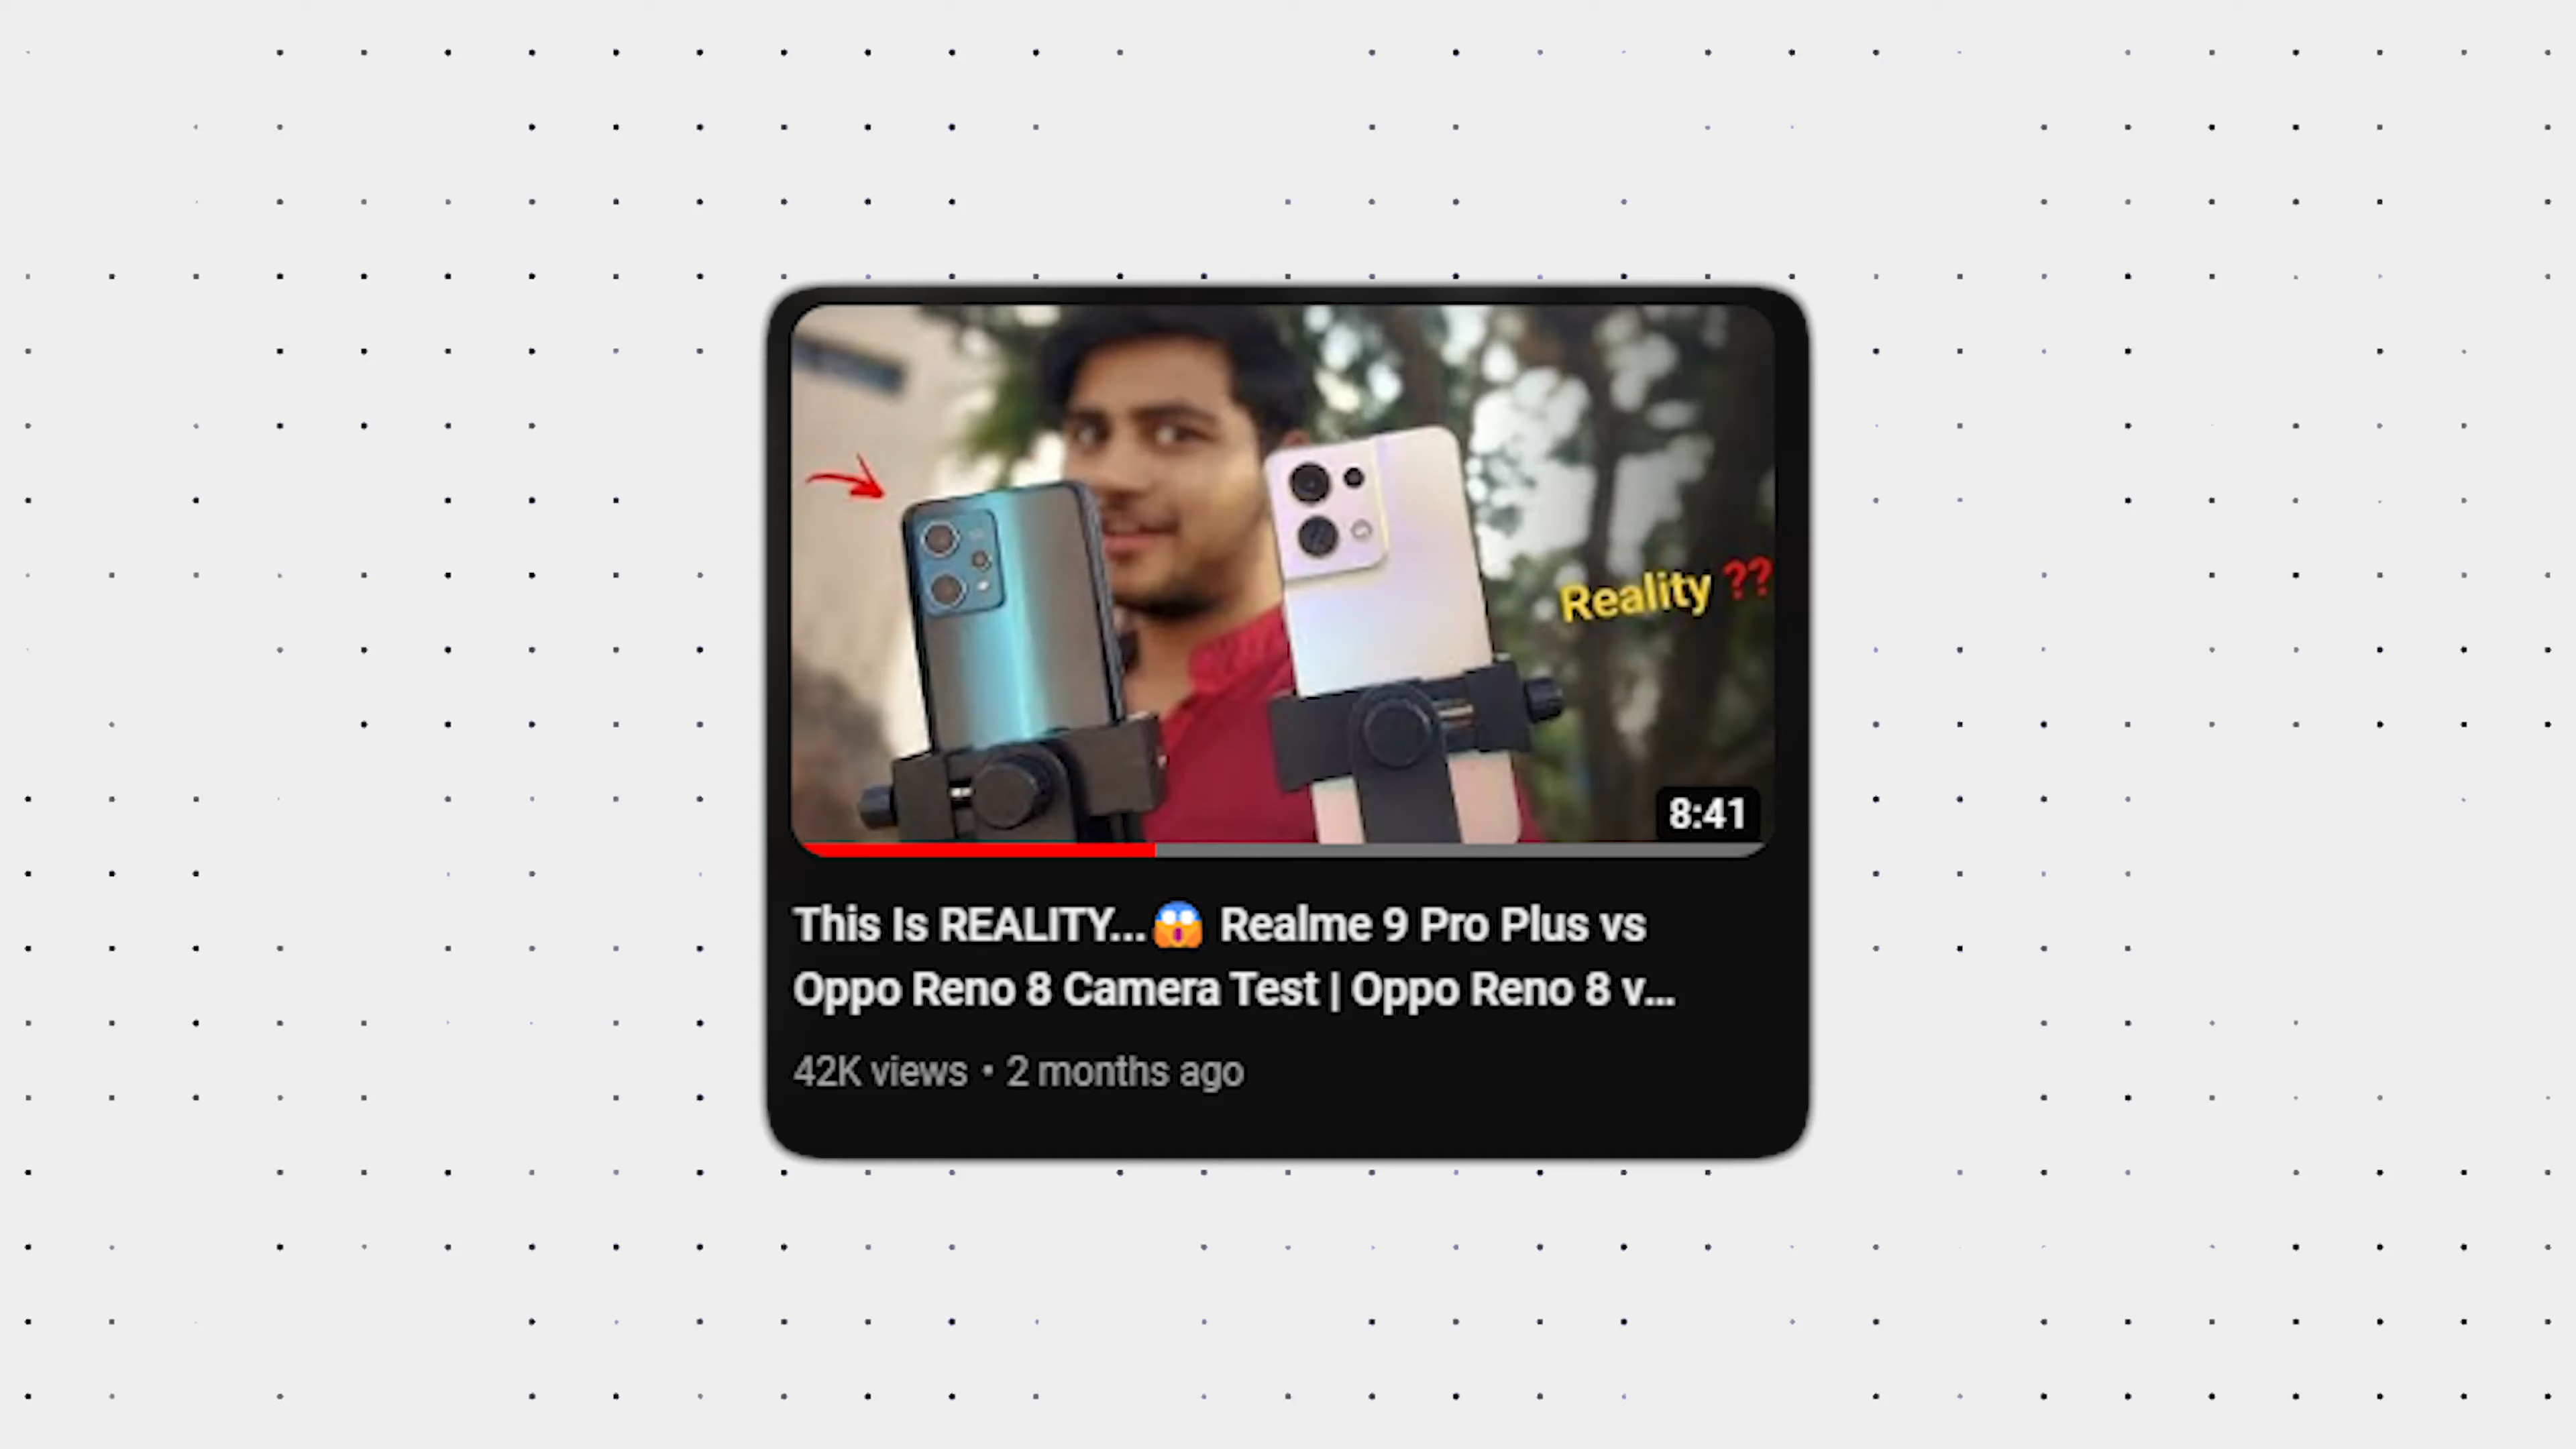 Reality ??
8:41
This Is REALITY...😱 Realme 9 Pro Plus vs
Oppo Reno 8 Camera Test | Oppo Reno 8 v...
42K views • 2 months ago